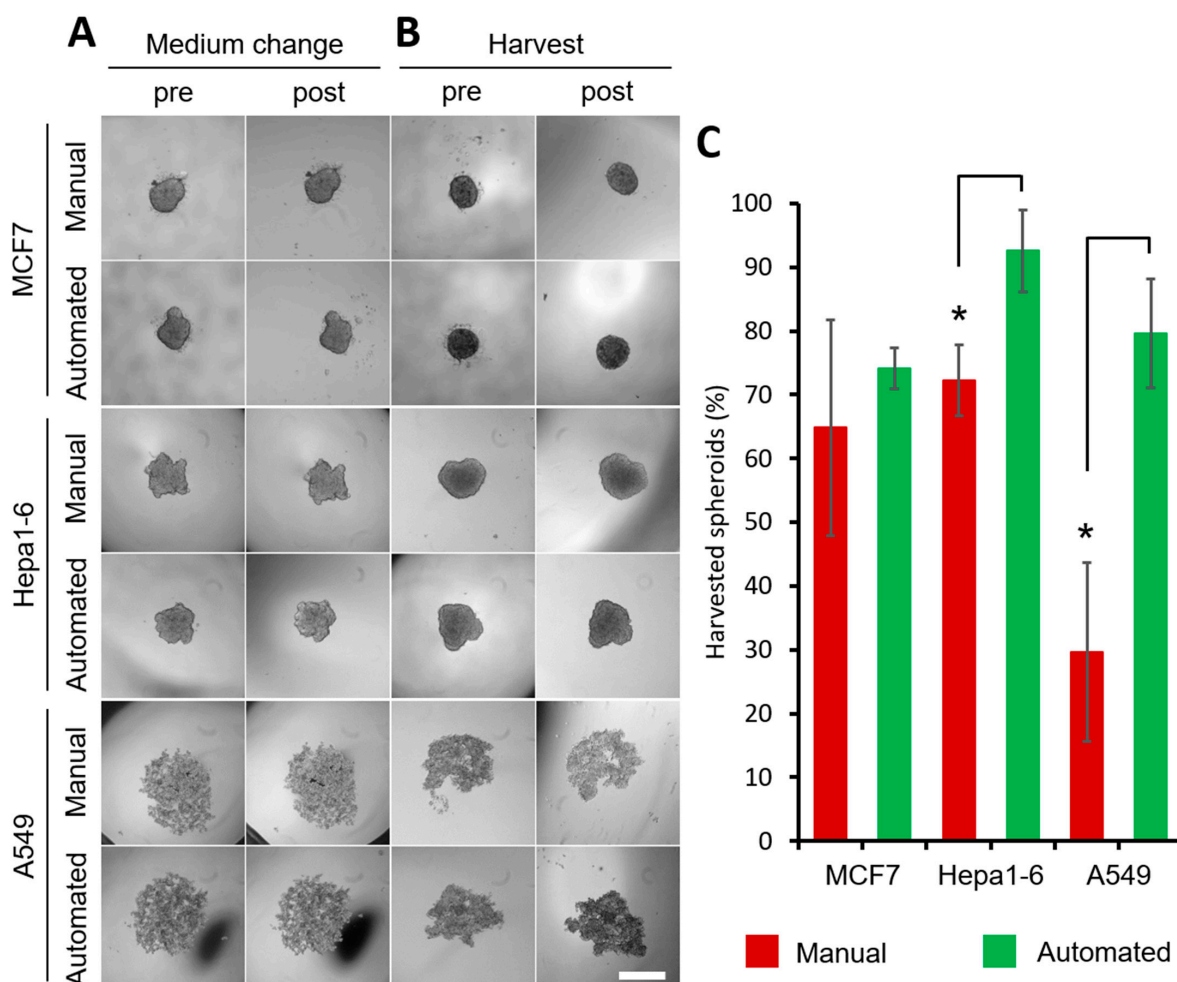 A
B
Medium change
Harvest
pre
post
pre
post
MCF7
Manual
Automated
Hepa1-6
Manual
Automated
A549
Manual
Automated
C
Harvested spheroids (%)
100
90
80
70
60
50
40
30
20
10
0
*
*
MCF7
Hepa1-6
A549
Manual
Automated